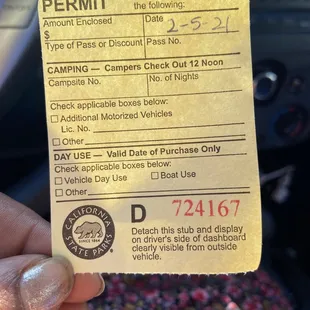 PERMIT the following:
Amount Enclosed Date
$ 2-5-21
Type of Pass or Discount Pass No.
CAMPING — Campers Check Out 12 Noon
Campsite No. No. of Nights
Check applicable boxes below:
☐ Additional Motorized Vehicles
Lic. No.
☐ Other
DAY USE — Valid Date of Purchase Only
Check applicable boxes below:
☐ Vehicle Day Use ☐ Boat Use
☐ Other
CALIFORNIA
SINCE 1864
STATE PARKS
D 724167
Detach this stub and display
on driver's side of dashboard
clearly visible from outside
vehicle.